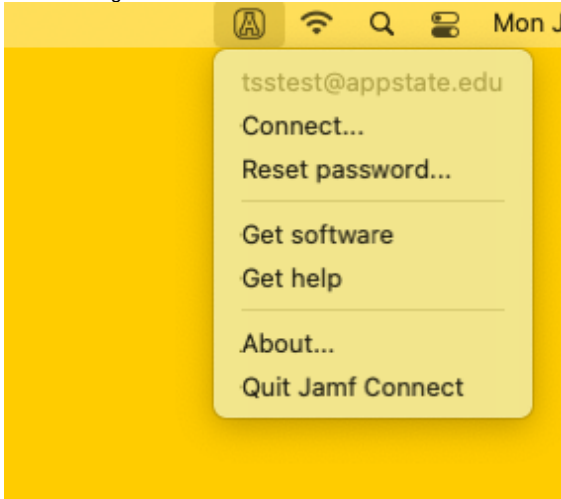 Mon J
tsstest@appstate.edu
Connect...
Reset password...
Get software
Get help
About...
Quit Jamf Connect